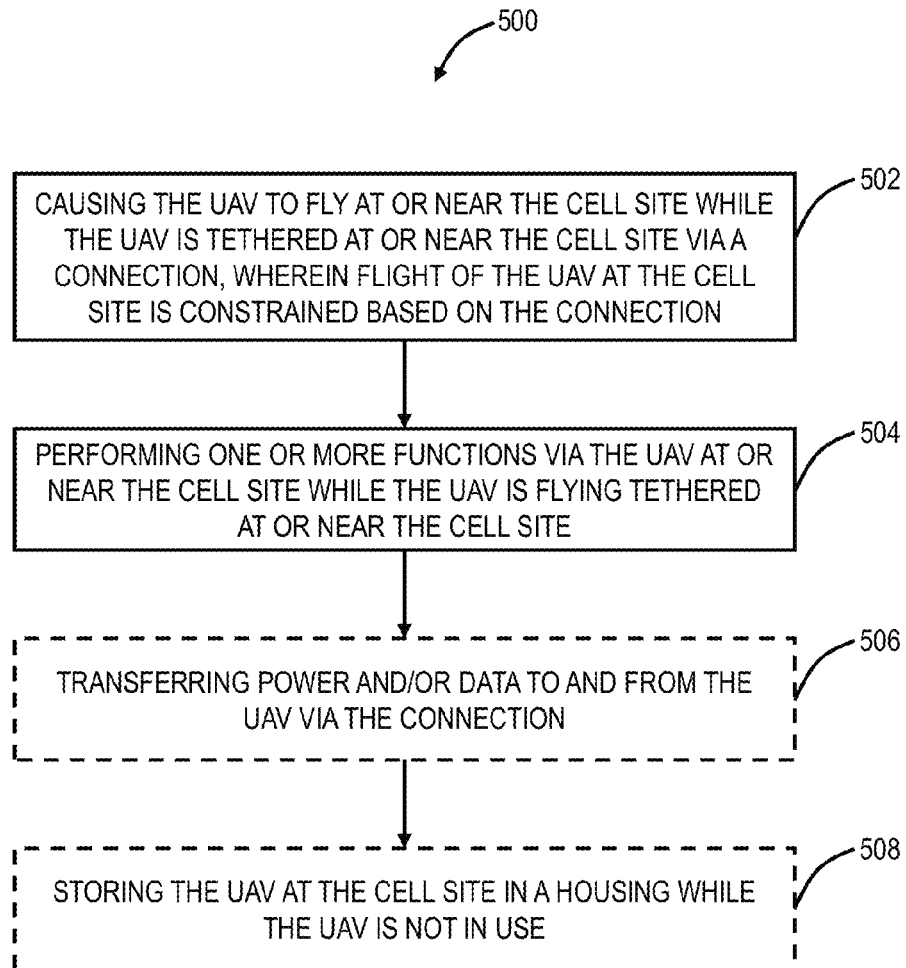 500
502
CAUSING THE UAV TO FLY AT OR NEAR THE CELL SITE WHILE
THE UAV IS TETHERED AT OR NEAR THE CELL SITE VIA A
CONNECTION, WHEREIN FLIGHT OF THE UAV AT THE CELL
SITE IS CONSTRAINED BASED ON THE CONNECTION
504
PERFORMING ONE OR MORE FUNCTIONS VIA THE UAV AT OR
NEAR THE CELL SITE WHILE THE UAV IS FLYING TETHERED
AT OR NEAR THE CELL SITE
506
TRANSFERRING POWER AND/OR DATA TO AND FROM THE
UAV VIA THE CONNECTION
508
STORING THE UAV AT THE CELL SITE IN A HOUSING WHILE
THE UAV IS NOT IN USE